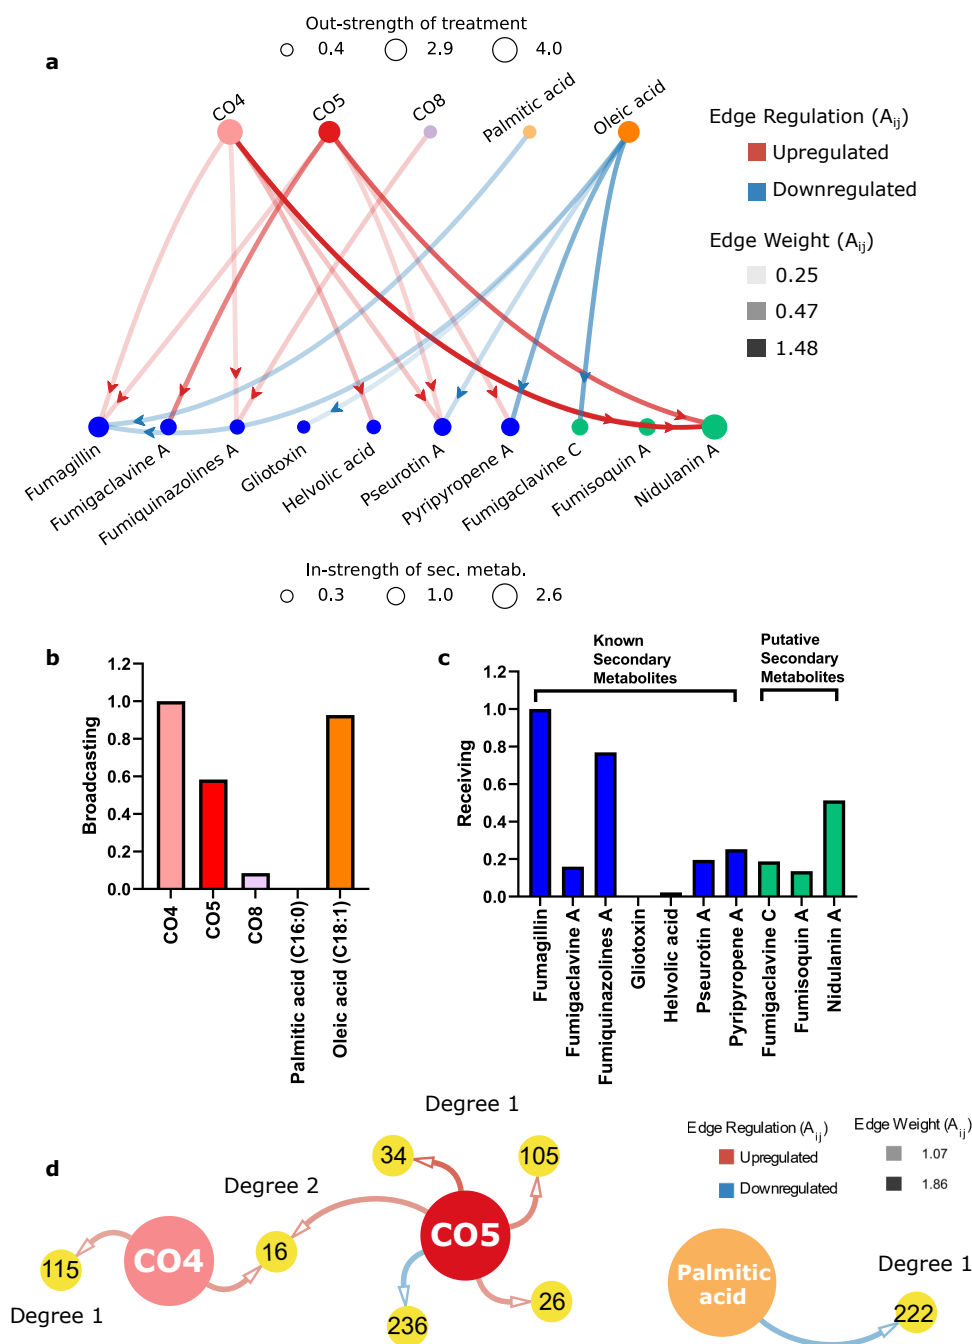 Out-strength of treatment
0.4 2.9 4.0
a
CO4 CO5 CO8 Palmitic acid Oleic acid
Edge Regulation (Aij)
Upregulated
Downregulated
Edge Weight (Aij)
0.25
0.47
1.48
Fumagillin Fumigaclavine A Fumiquinazolines A Gliotoxin Helvolic acid Pseurotin A Pyripyropene A Fumigaclavine C Fumisoquin A Nidulanin A
In-strength of sec. metab.
0.3 1.0 2.6
b
Broadcasting
1.2
1.0
0.8
0.6
0.4
0.2
0.0
CO4 CO5 CO8 Palmitic acid (C16:0) Oleic acid (C18:1)
c
Known
Secondary
Metabolites
Putative
Secondary
Metabolites
Receiving
1.2
1.0
0.8
0.6
0.4
0.2
0.0
Fumagillin Fumigaclavine A Fumiquinazolines A Gliotoxin Helvolic acid Pseurotin A Pyripyropene A Fumigaclavine C Fumisoquin A Nidulanin A
d
Degree 1
34 105
Degree 2
CO4 CO5
115 16
Degree 1
236 26
Edge Regulation (Aij)
Upregulated
Downregulated
Edge Weight (Aij)
1.07
1.86
Palmitic
acid
Degree 1
222